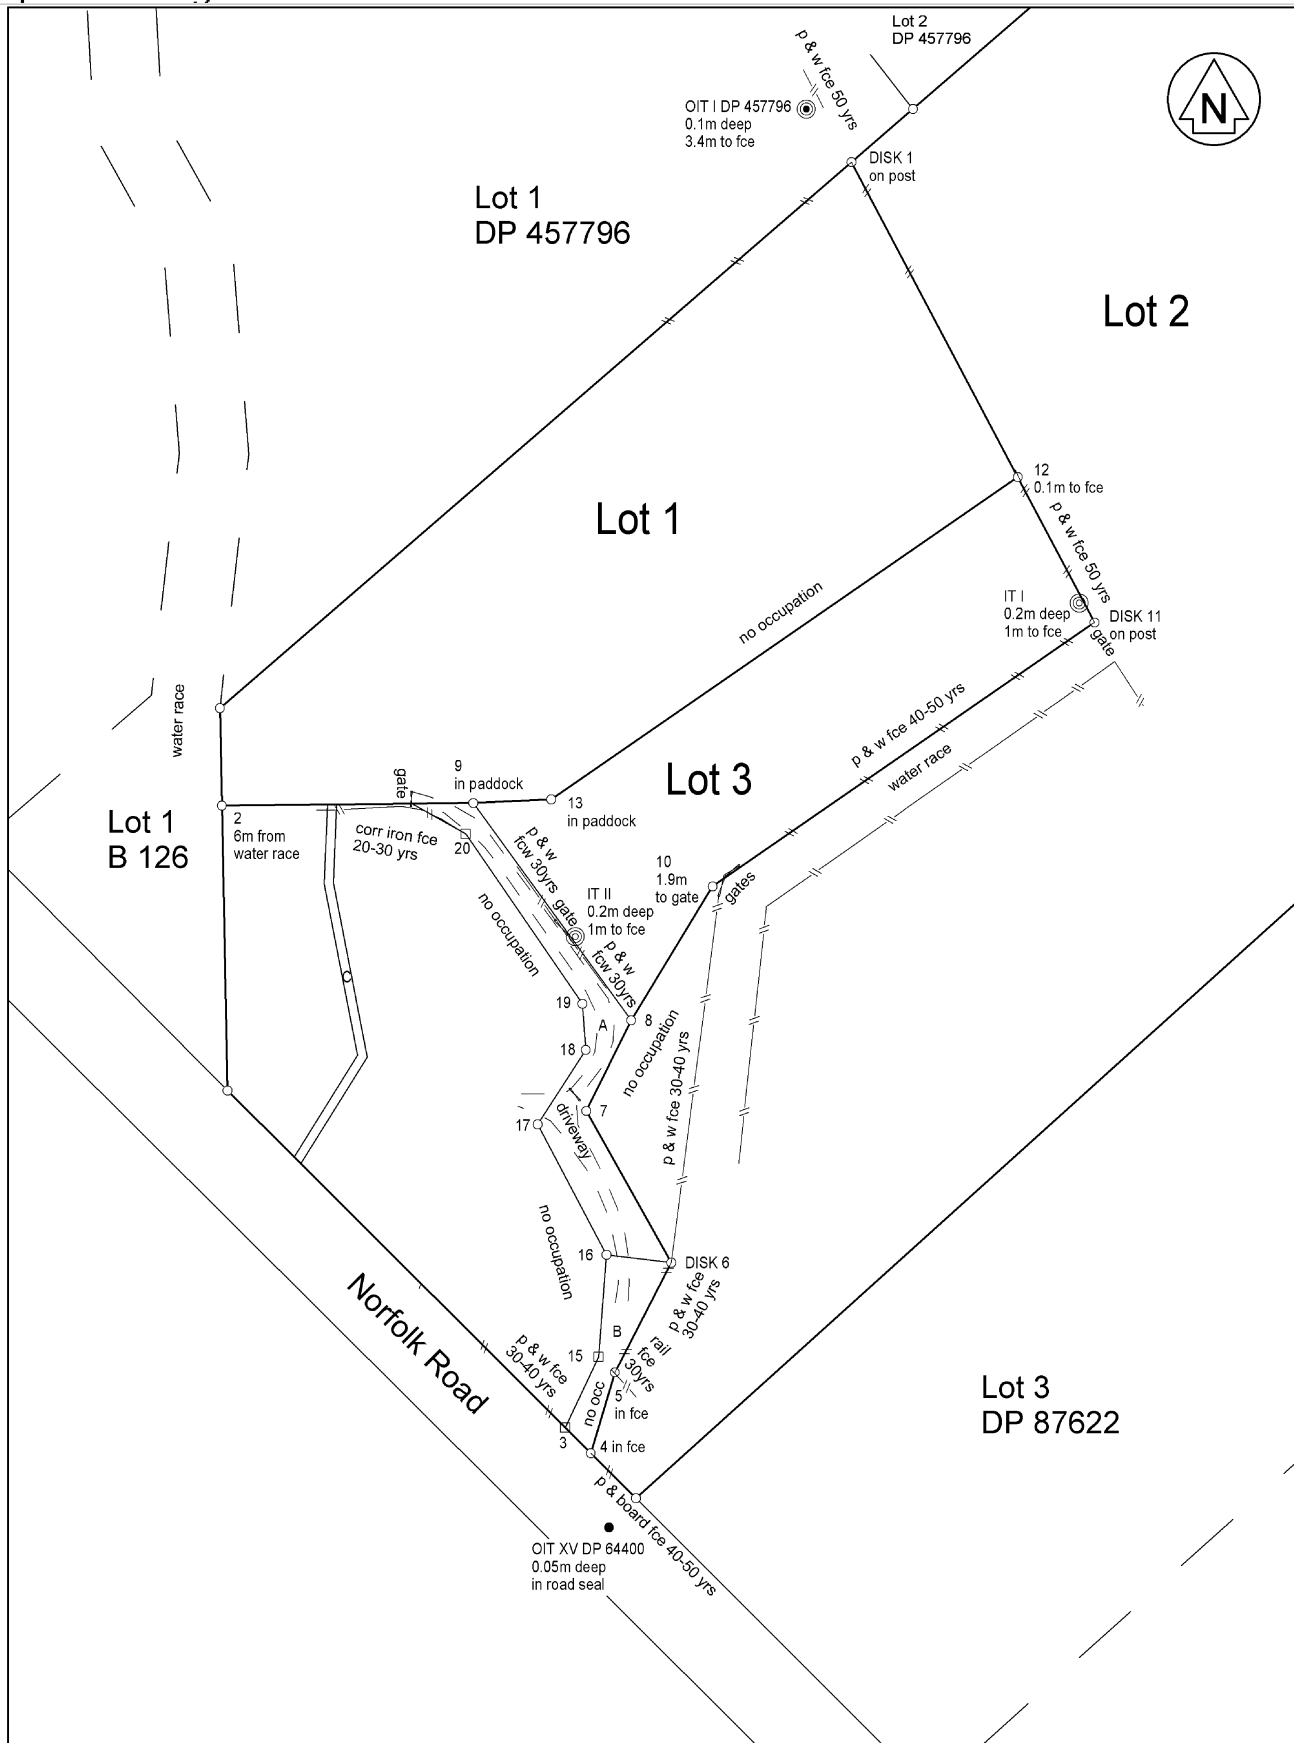 Lot 2
DP 457796
p & w fce 50 yrs
N
OIT I DP 457796
0.1m deep
3.4m to fce
DISK 1
on post
Lot 1
DP 457796
Lot 2
12
0.1m to fce
Lot 1
p & w fce 50 yrs
no occupation
IT I
0.2m deep
1m to fce
DISK 11
on post
gate
water race
p & w fce 40-50 yrs
water race
gate
9
in paddock
Lot 3
13
in paddock
2
6m from
water race
Lot 1
B 126
corr iron fce
20-30 yrs
20
p & w
fcw 30yrs
10
1.9m
to gate
gates
IT II
0.2m deep
1m to fce
gate
no occupation
p & w
fcw 30yrs
C
19
A
8
18
no occupation
p & w fce 30-40 yrs
7
driveway
17
no occupation
16
DISK 6
p & w fce
30-40 yrs
Norfolk Road
p & w fce
30-40 yrs
B
rail
fce
30yrs
15
5
in fce
no occ
3
4 in fce
Lot 3
DP 87622
p & board fce 40-50 yrs
OIT XV DP 64400
0.05m deep
in road seal